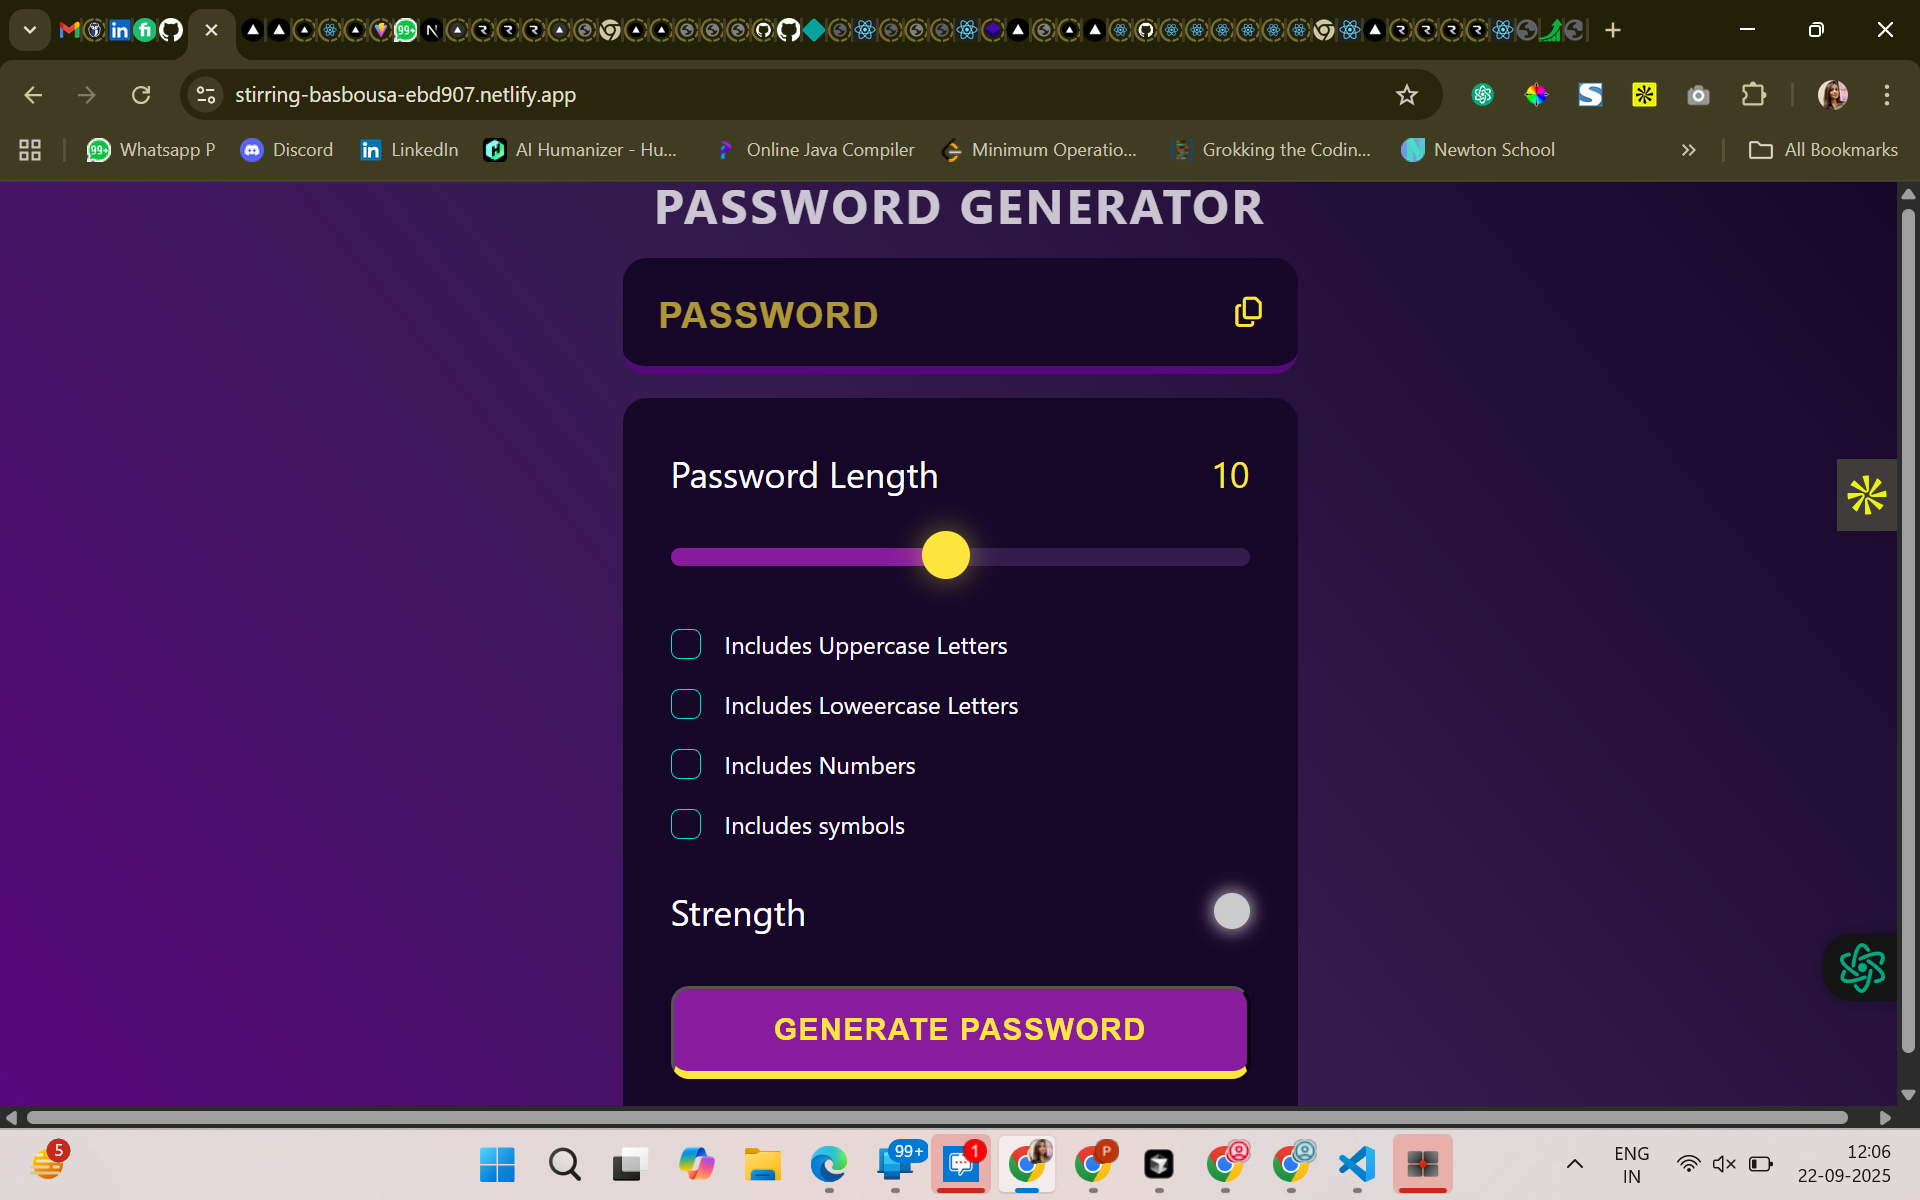 stirring-basbousa-ebd907.netlify.app
Whatsapp P
Discord
LinkedIn
AI Humanizer - Hu...
Online Java Compiler
Minimum Operatio...
Grokking the Codin...
Newton School
All Bookmarks
PASSWORD GENERATOR
PASSWORD
Password Length
10
Includes Uppercase Letters
Includes Loweercase Letters
Includes Numbers
Includes symbols
Strength
GENERATE PASSWORD
5
99+
1
P
ENG
IN
12:06
22-09-2025